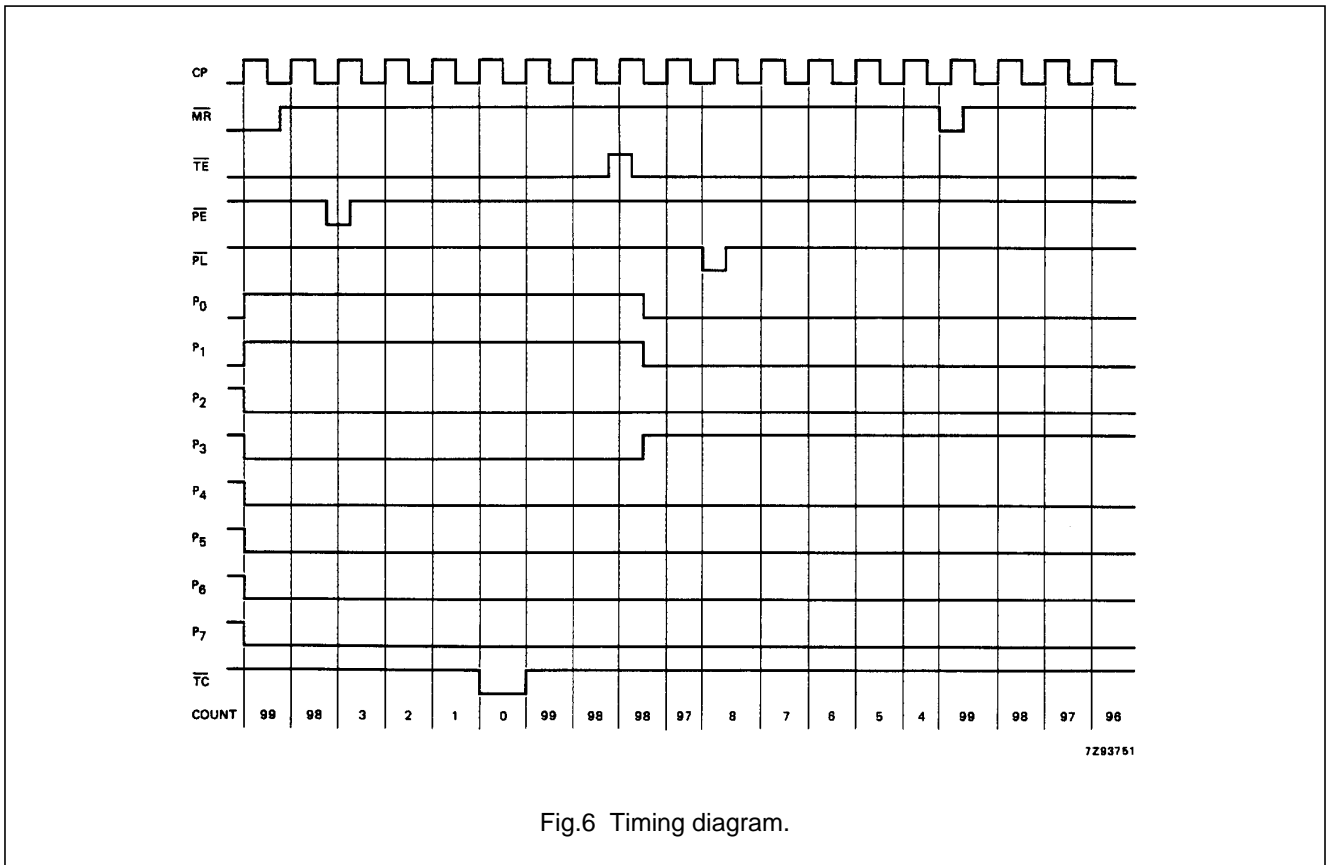 CP
MR
TE
PE
PL
P0
P1
P2
P3
P4
P5
P6
P7
TC
COUNT 99 98 3 2 1 0 99 98 98 97 8 7 6 5 4 99 98 97 96
7Z93751
Fig.6 Timing diagram.